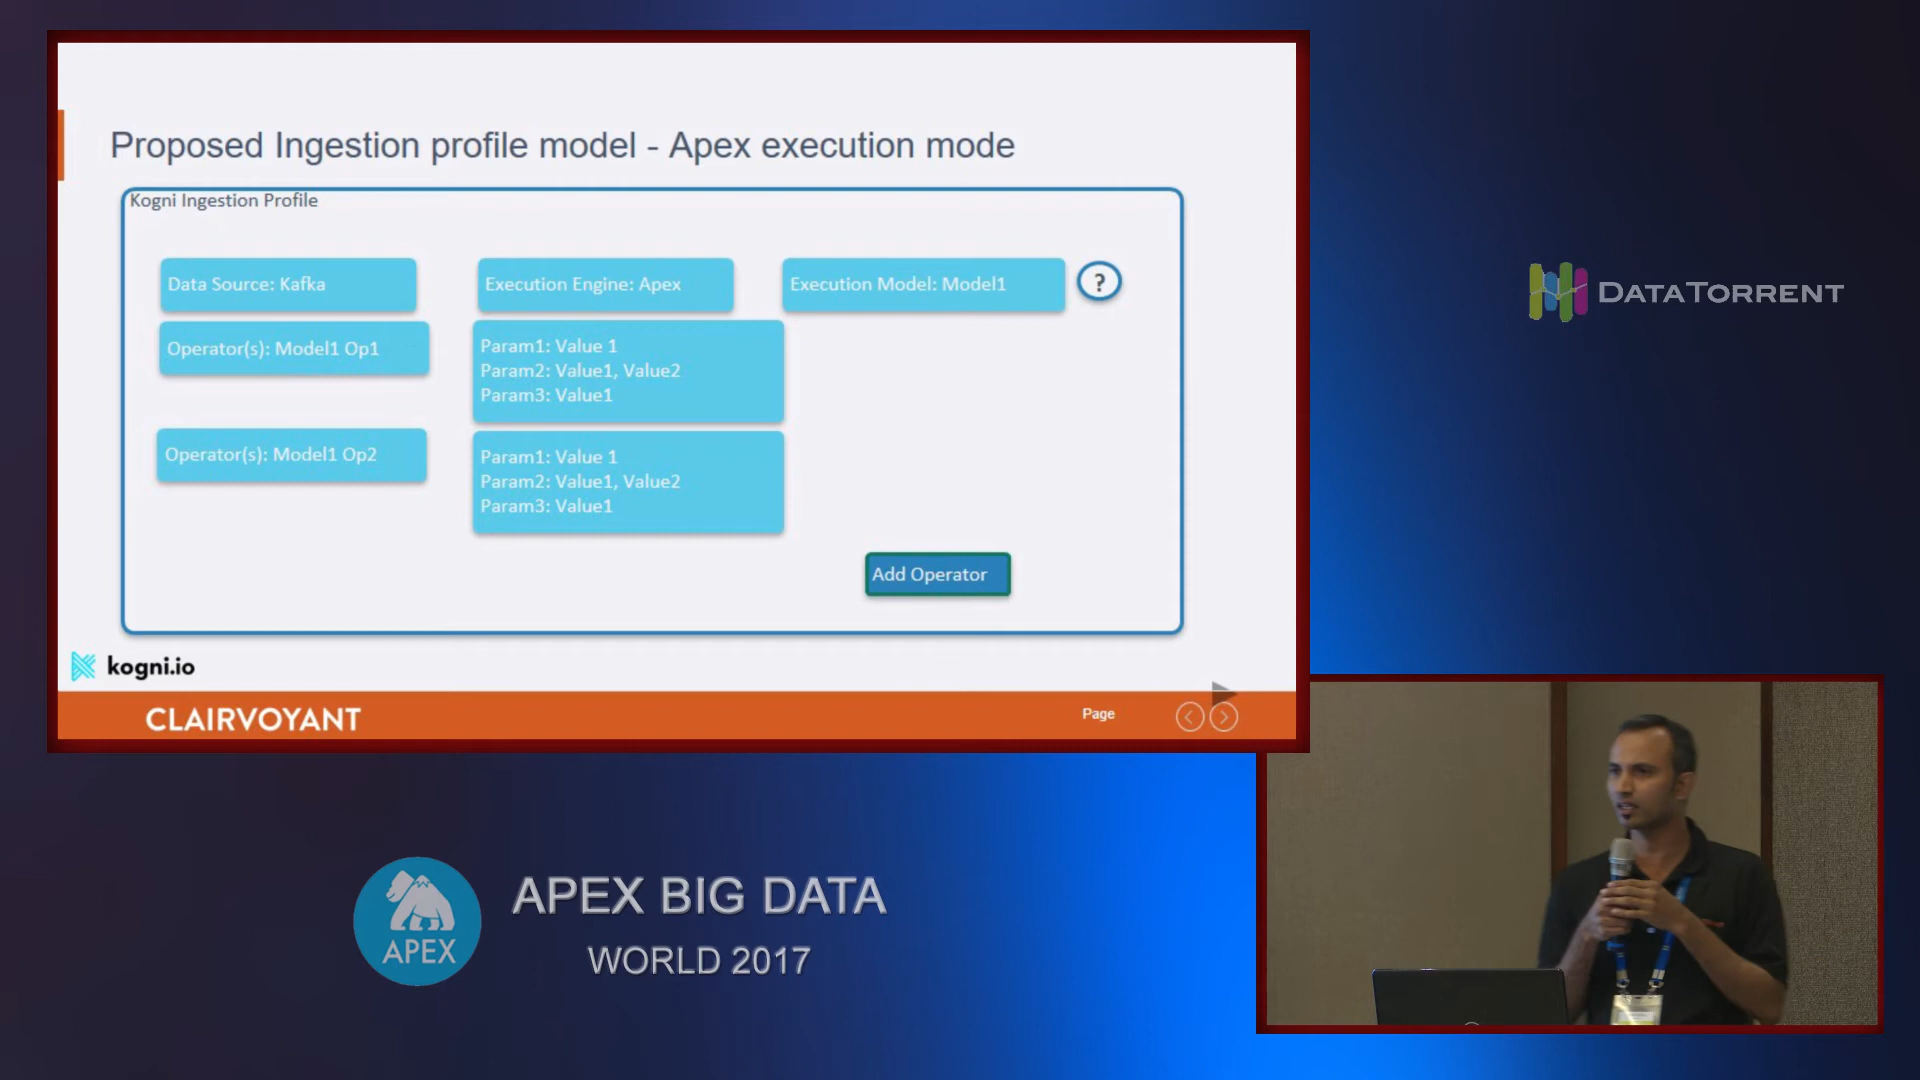 Proposed Ingestion profile model - Apex execution mode
Kogni Ingestion Profile
Data Source: Kafka
Execution Engine: Apex
Execution Model: Model1
?
Operator(s): Model1 Op1
Param1: Value 1
Param2: Value1, Value2
Param3: Value1
Operator(s): Model1 Op2
Param1: Value 1
Param2: Value1, Value2
Param3: Value1
Add Operator
kogni.io
CLAIRVOYANT
Page
DATATORRENT
APEX
APEX BIG DATA
WORLD 2017